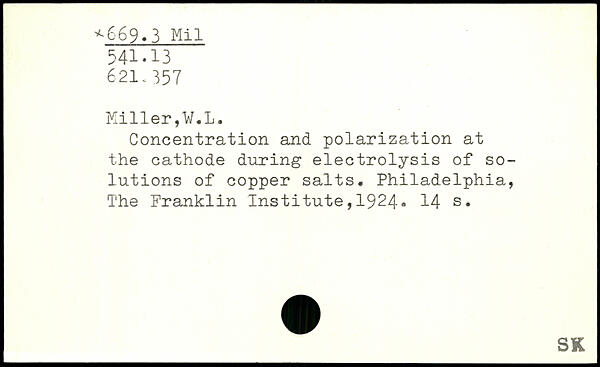 *669.3 Mil
541.13
621.357
Miller,W.L.
Concentration and polarization at
the cathode during electrolysis of so-
lutions of copper salts. Philadelphia,
The Franklin Institute,1924. 14 s.
SK